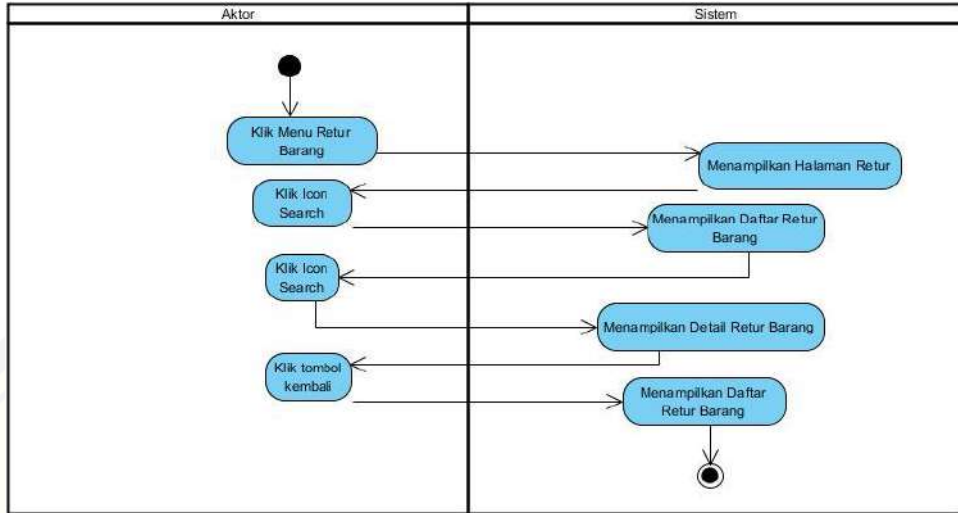 Aktor
Sistem
Klik Menu Retur
Barang
Menampilkan Halaman Retur
Klik Icon
Search
Menampilkan Daftar Retur
Barang
Klik Icon
Search
Menampilkan Detail Retur Barang
Klik tombol
kembali
Menampilkan Daftar
Retur Barang